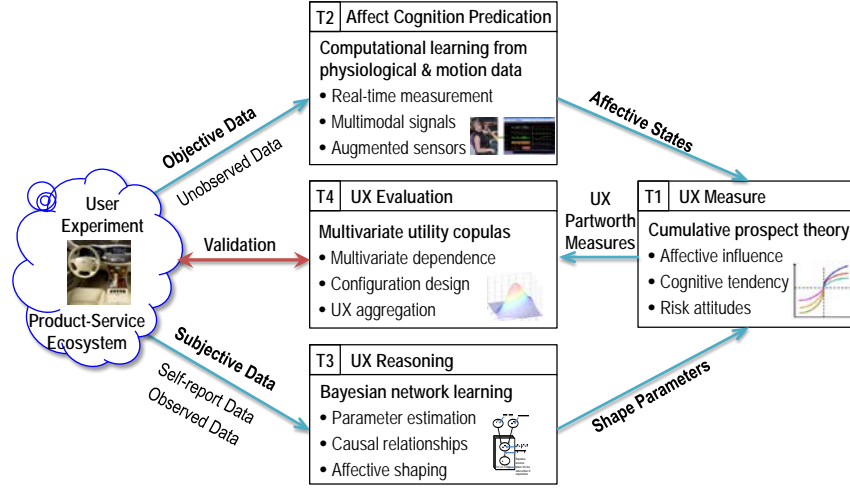 T2 Affect Cognition Predication
Computational learning from
physiological & motion data
• Real-time measurement
• Multimodal signals
• Augmented sensors
Objective Data
Unobserved Data
Affective States
User
Experiment
Product-Service
Ecosystem
Validation
T4 UX Evaluation
Multivariate utility copulas
• Multivariate dependence
• Configuration design
• UX aggregation
UX
Partworth
Measures
T1 UX Measure
Cumulative prospect theory
• Affective influence
• Cognitive tendency
• Risk attitudes
Subjective Data
Self-report Data
Observed Data
T3 UX Reasoning
Bayesian network learning
• Parameter estimation
• Causal relationships
• Affective shaping
Shape Parameters